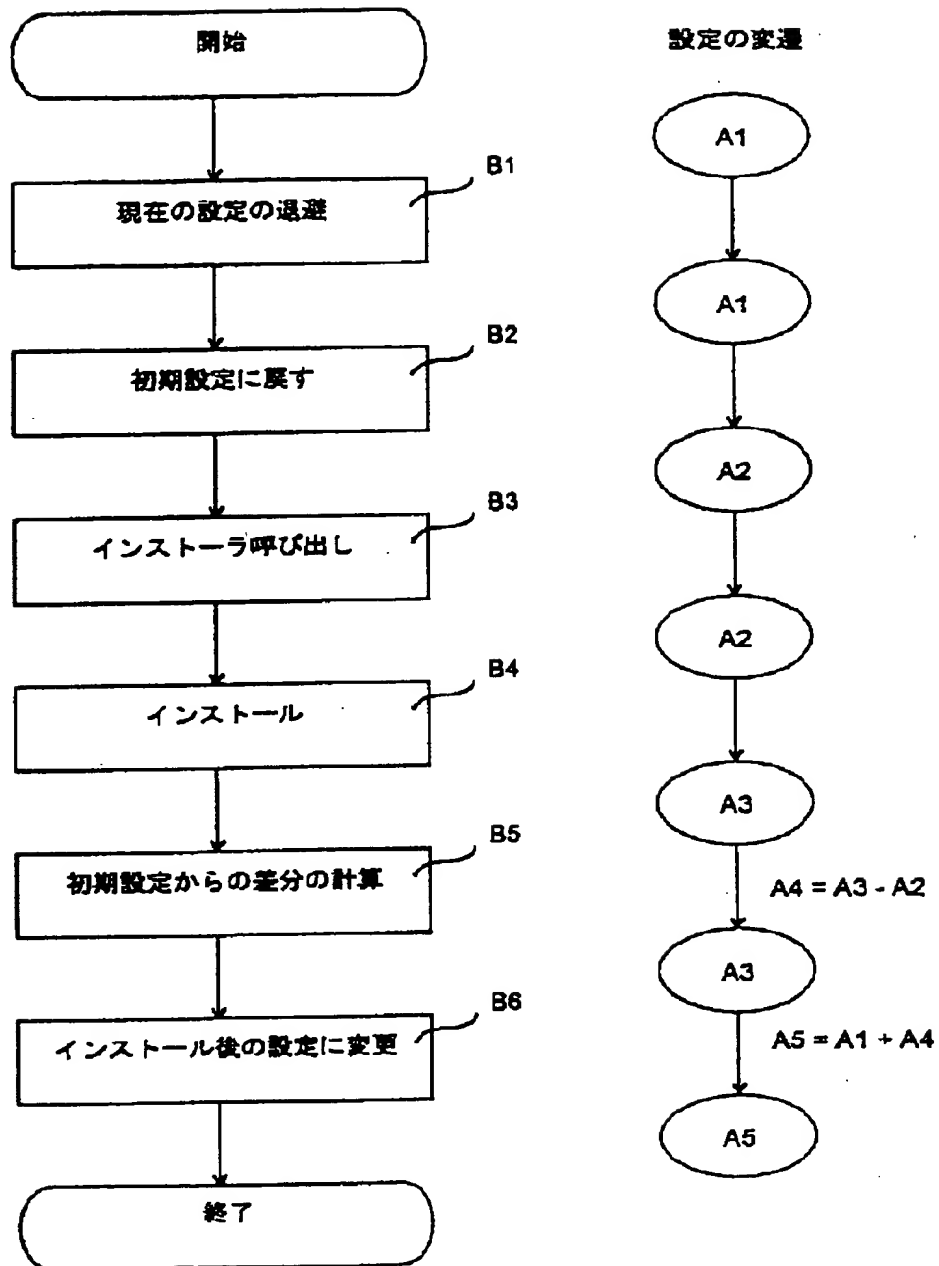 開始
B1
現在の設定の退避
B2
初期設定に戻す
B3
インストーラ呼び出し
B4
インストール
B5
初期設定からの差分の計算
B6
インストール後の設定に変更
終了
設定の変遷
A1
A1
A2
A2
A3
A4 = A3 - A2
A3
A5 = A1 + A4
A5